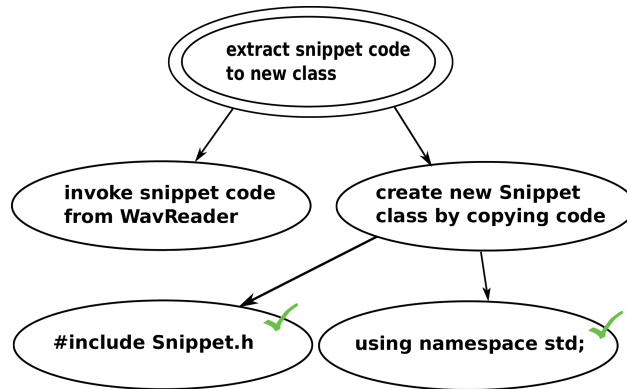 extract snippet code
to new class
invoke snippet code
from WavReader
create new Snippet
class by copying code
#include Snippet.h
using namespace std;